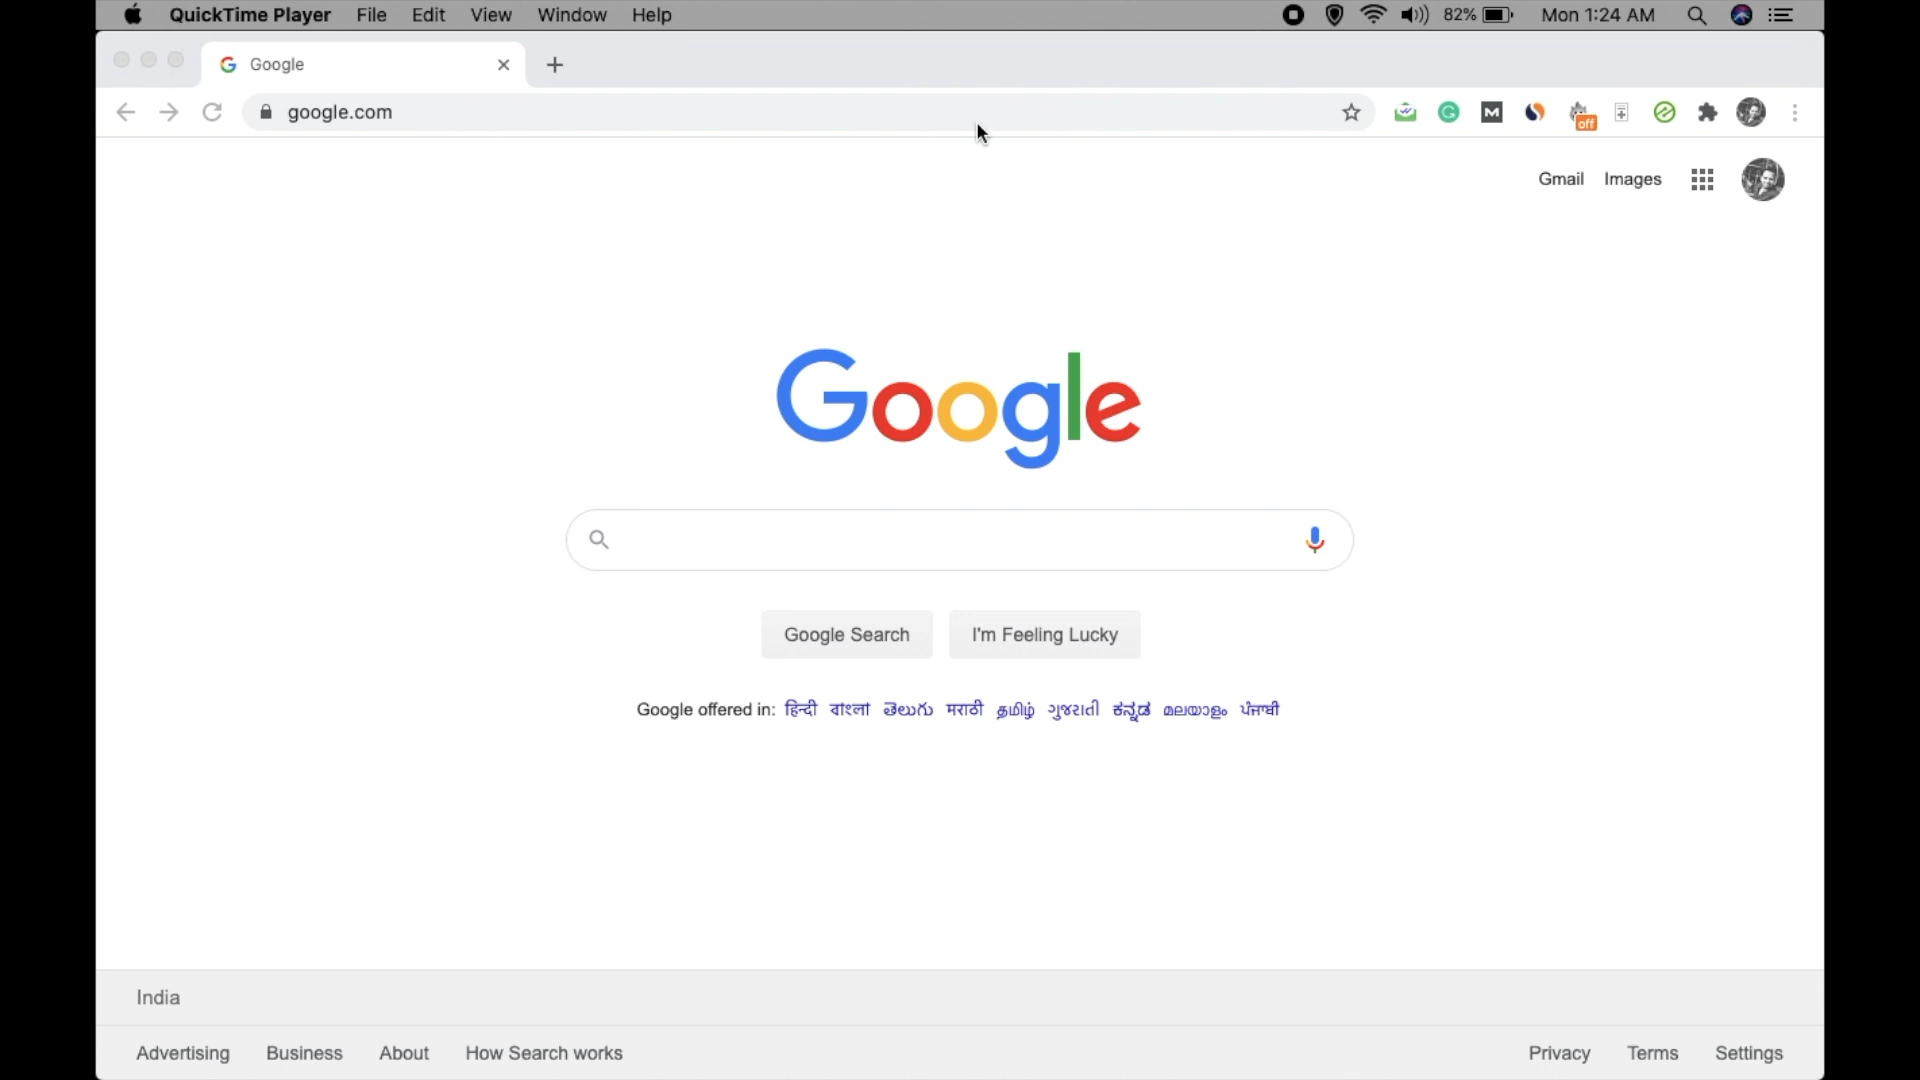 QuickTime Player File Edit View Window Help 82% Mon 1:24 AM
Google
google.com
off
Gmail Images
Google
Google Search I'm Feeling Lucky
Google offered in: हिन्दी বাংলা తెలుగు मराठी தமிழ் ગુજરાતી ಕನ್ನಡ മലയാളം ਪੰਜਾਬੀ
India
Advertising Business About How Search works Privacy Terms Settings